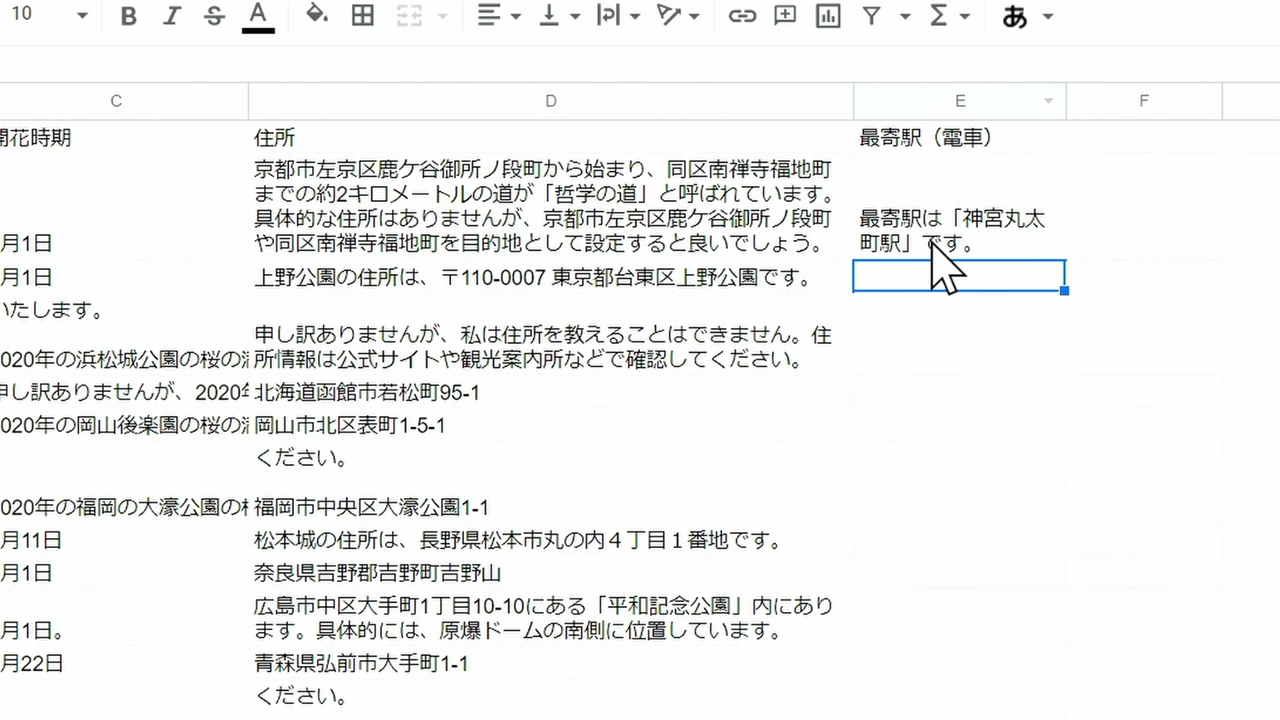 10
B I S A
あ
C D E F
開花時期
住所
最寄駅（電車）
京都市左京区鹿ケ谷御所ノ段町から始まり、同区南禅寺福地町
までの約2キロメートルの道が「哲学の道」と呼ばれています。
具体的な住所はありませんが、京都市左京区鹿ケ谷御所ノ段町
や同区南禅寺福地町を目的地として設定すると良いでしょう。
月1日
最寄駅は「神宮丸太
町駅」です。
月1日
上野公園の住所は、〒110-0007 東京都台東区上野公園です。
いたします。
申し訳ありませんが、私は住所を教えることはできません。住
所情報は公式サイトや観光案内所などで確認してください。
020年の浜松城公園の桜の
申し訳ありませんが、2020年
北海道函館市若松町95-1
020年の岡山後楽園の桜の
岡山市北区表町1-5-1
ください。
020年の福岡の大濠公園の
福岡市中央区大濠公園1-1
月11日
松本城の住所は、長野県松本市丸の内４丁目１番地です。
月1日
奈良県吉野郡吉野町吉野山
広島市中区大手町1丁目10-10にある「平和記念公園」内にあり
ます。具体的には、原爆ドームの南側に位置しています。
月1日。
月22日
青森県弘前市大手町1-1
ください。